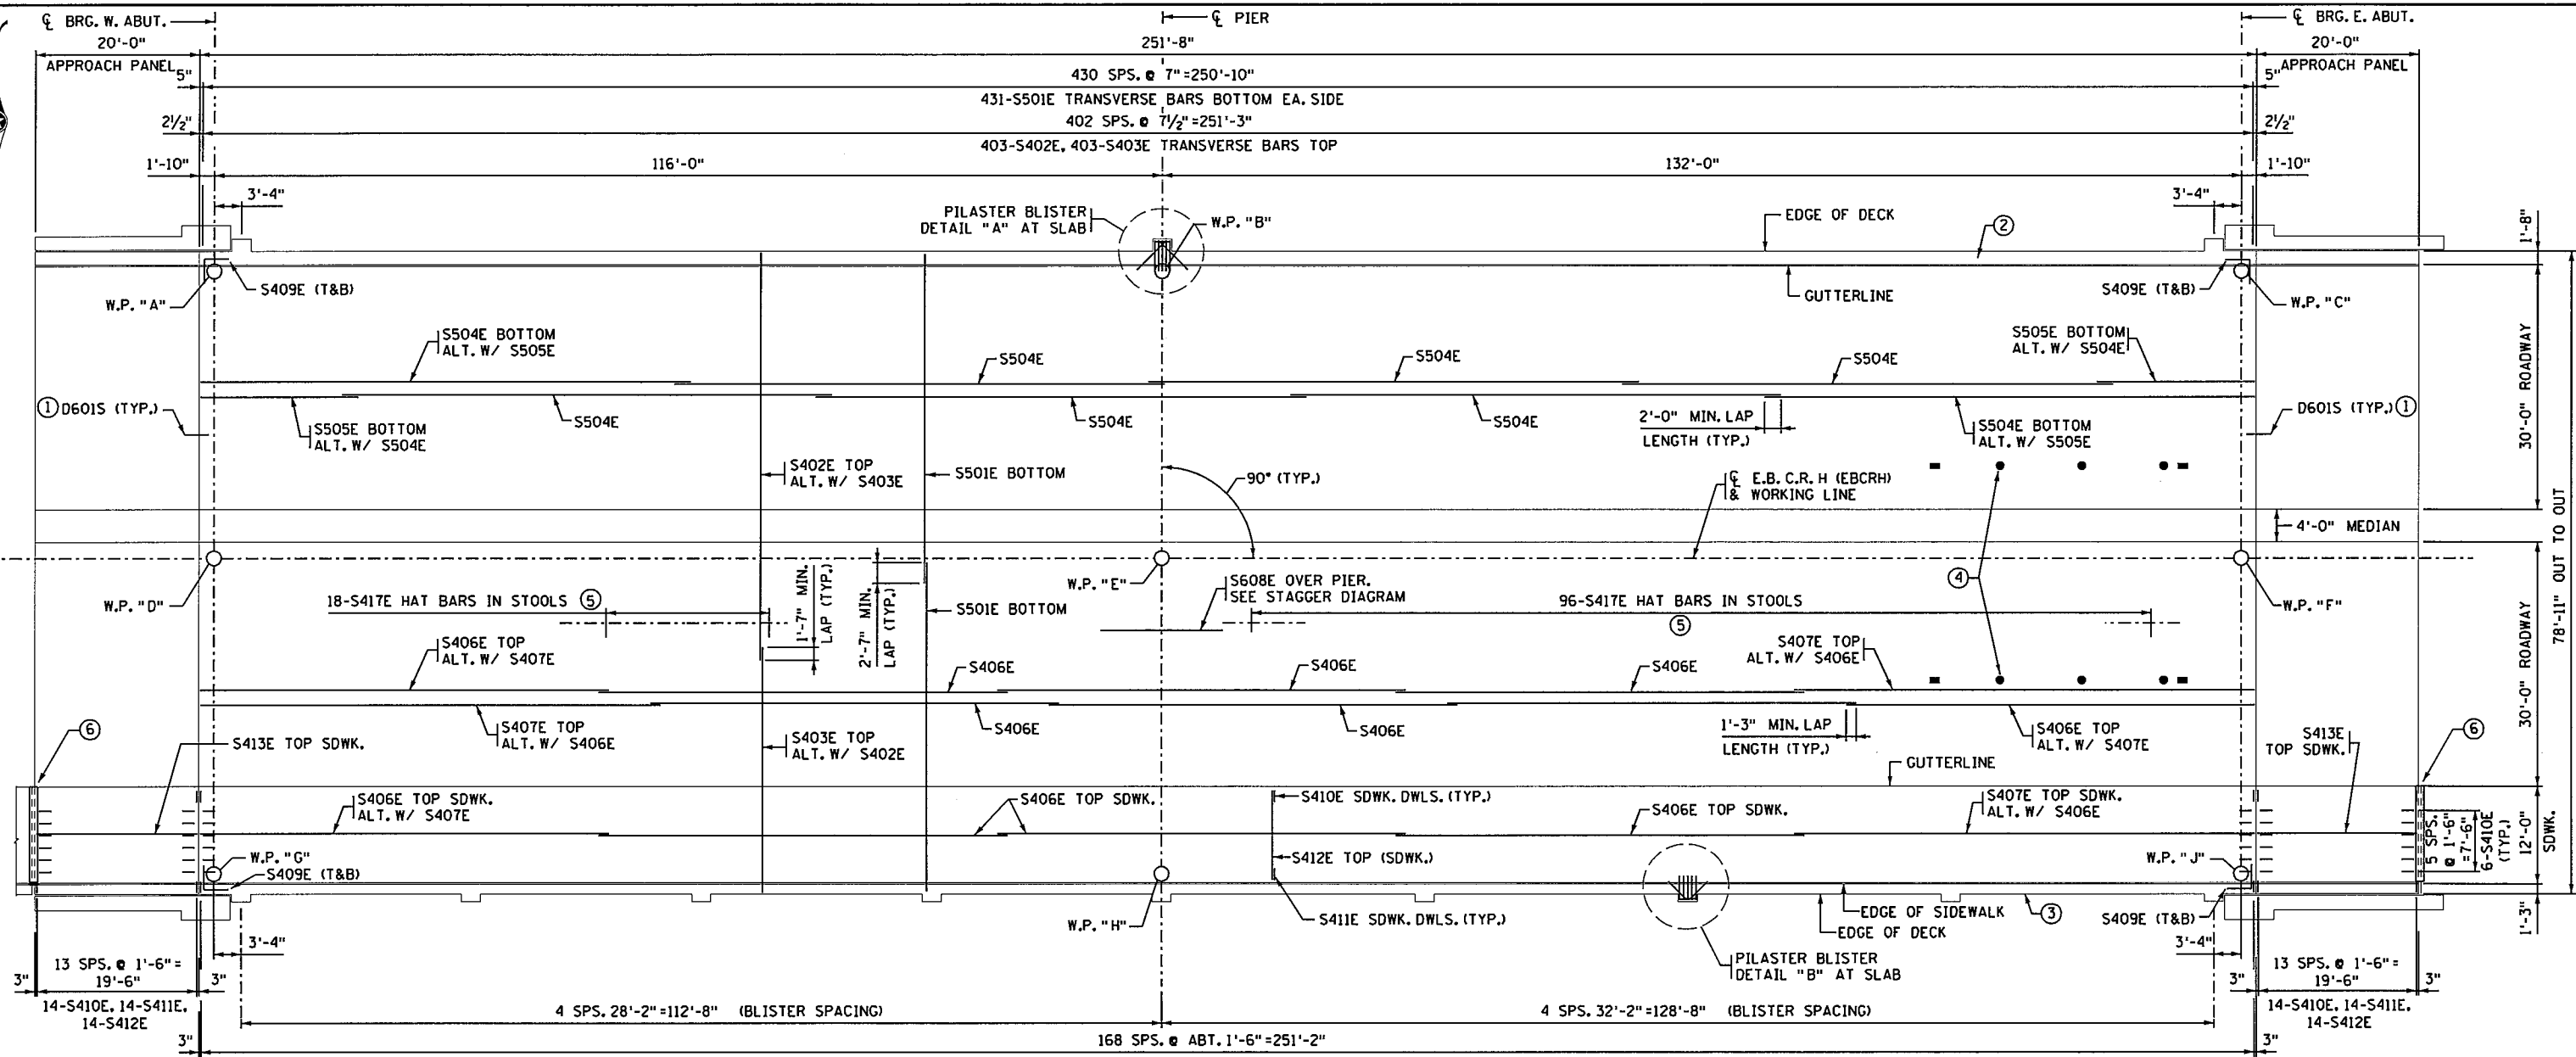 ℄ BRG. W. ABUT.
℄ PIER
℄ BRG. E. ABUT.
20'-0"
251'-8"
20'-0"
APPROACH PANEL
APPROACH PANEL
5"
430 SPS. @ 7" =250'-10"
5"
431-S501E TRANSVERSE BARS BOTTOM EA. SIDE
2½"
402 SPS. @ 7½" =251'-3"
2½"
403-S402E, 403-S403E TRANSVERSE BARS TOP
1'-10"
116'-0"
132'-0"
1'-10"
3'-4"
3'-4"
PILASTER BLISTER
DETAIL "A" AT SLAB
W.P. "B"
EDGE OF DECK
②
1'-8"
S409E (T&B)
W.P. "A"
GUTTERLINE
S409E (T&B)
W.P. "C"
S504E BOTTOM
ALT. W/ S505E
S504E
S504E
S504E
S505E BOTTOM
ALT. W/ S504E
30'-0" ROADWAY
① D601S (TYP.)
S505E BOTTOM
ALT. W/ S504E
S504E
S504E
S504E
2'-0" MIN. LAP
LENGTH (TYP.)
S504E BOTTOM
ALT. W/ S505E
D601S (TYP.) ①
S402E TOP
ALT. W/ S403E
S501E BOTTOM
90° (TYP.)
℄ E.B. C.R. H (EBCRH)
& WORKING LINE
78'-11" OUT TO OUT
4'-0" MEDIAN
W.P. "D"
18-S417E HAT BARS IN STOOLS ⑤
1'-7" MIN.
LAP (TYP.)
2'-7" MIN.
LAP (TYP.)
S501E BOTTOM
W.P. "E"
S608E OVER PIER.
SEE STAGGER DIAGRAM
96-S417E HAT BARS IN STOOLS
⑤
④
W.P. "F"
S406E TOP
ALT. W/ S407E
S406E
S406E
S406E
S407E TOP
ALT. W/ S406E
30'-0" ROADWAY
⑥
S413E TOP SDWK.
S407E TOP
ALT. W/ S406E
S403E TOP
ALT. W/ S402E
S406E
S406E
1'-3" MIN. LAP
LENGTH (TYP.)
S406E TOP
ALT. W/ S407E
S413E
TOP SDWK.
⑥
GUTTERLINE
S406E TOP SDWK.
ALT. W/ S407E
S406E TOP SDWK.
S410E SDWK. DWLS. (TYP.)
S406E TOP SDWK.
S407E TOP SDWK.
ALT. W/ S406E
5 SPS.
@ 1'-6"
=7'-6"
6-S410E
(TYP.)
12'-0"
SDWK.
W.P. "G"
S409E (T&B)
S412E TOP (SDWK.)
W.P. "J"
W.P. "H"
S411E SDWK. DWLS. (TYP.)
EDGE OF SIDEWALK
③
EDGE OF DECK
S409E (T&B)
1'-3"
3'-4"
3'-4"
PILASTER BLISTER
DETAIL "B" AT SLAB
3"
13 SPS. @ 1'-6" =
19'-6"
3"
14-S410E, 14-S411E,
14-S412E
4 SPS. 28'-2" =112'-8" (BLISTER SPACING)
4 SPS. 32'-2" =128'-8" (BLISTER SPACING)
3"
13 SPS. @ 1'-6" =
19'-6"
3"
14-S410E, 14-S411E,
14-S412E
3"
168 SPS. @ ABT. 1'-6" =251'-2"
3"